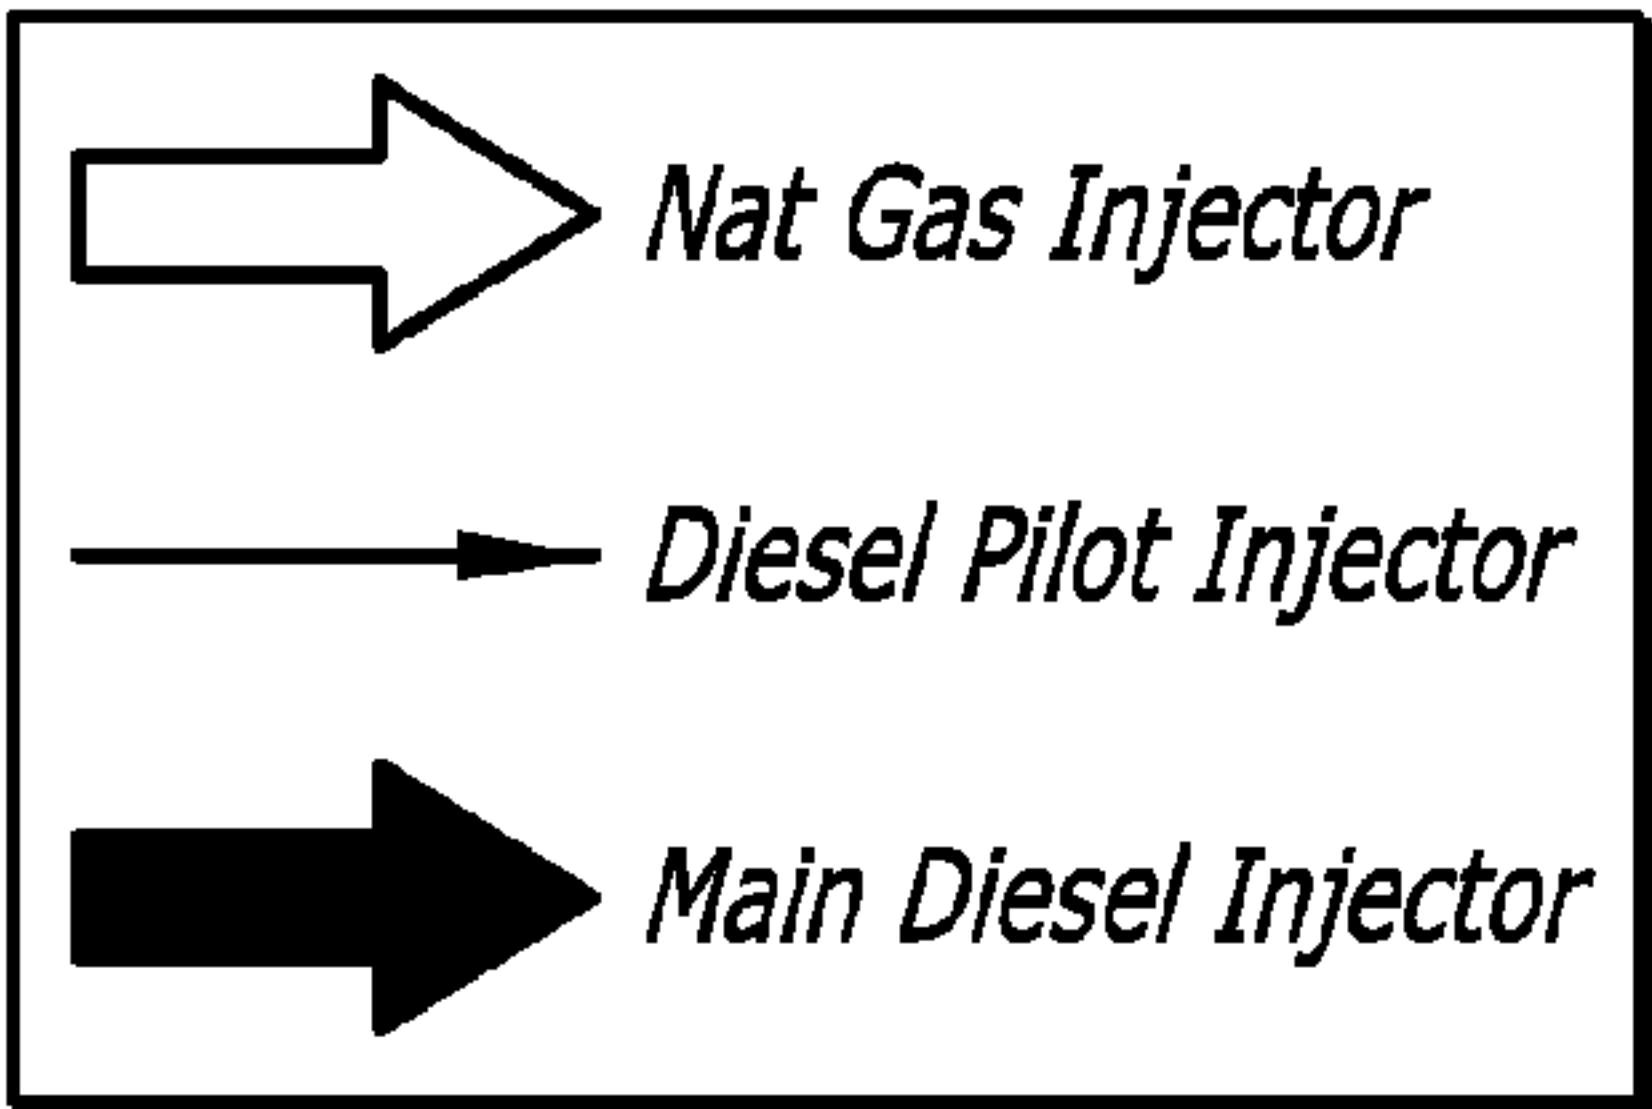 Nat Gas Injector
Diesel Pilot Injector
Main Diesel Injector